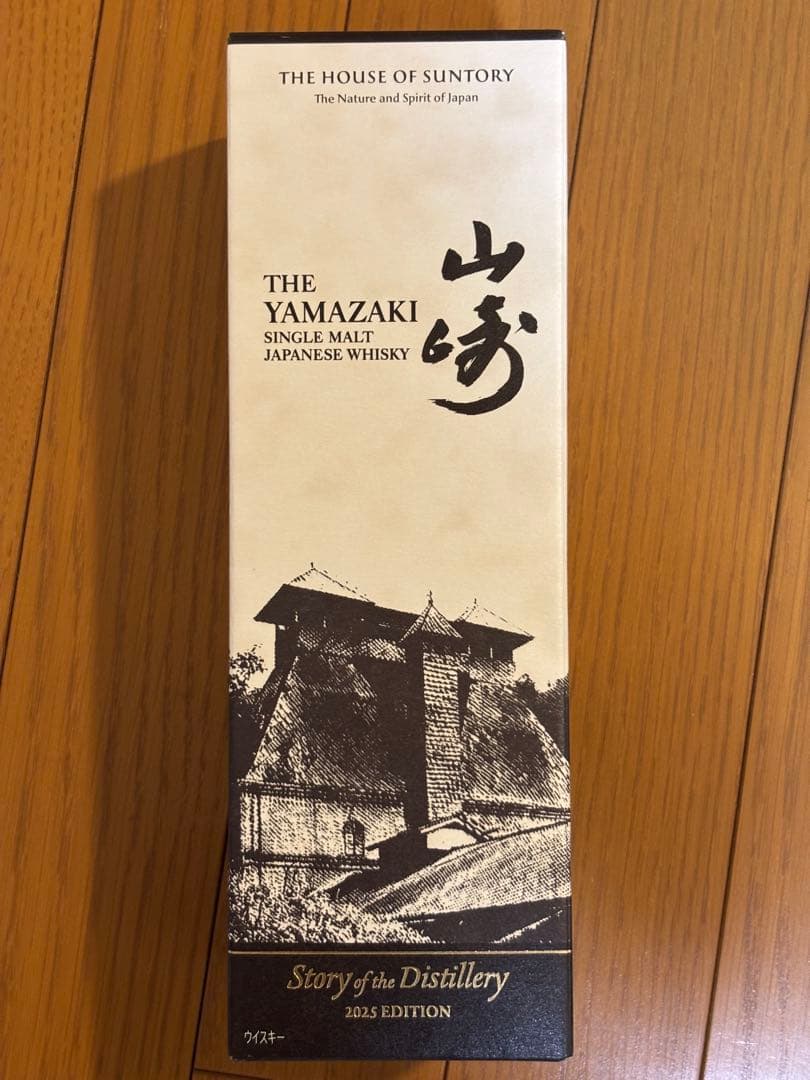 THE HOUSE OF SUNTORY
The Nature and Spirit of Japan
THE
YAMAZAKI
SINGLE MALT
JAPANESE WHISKY
山
崎
Story of the Distillery
2025 EDITION
ウイスキー